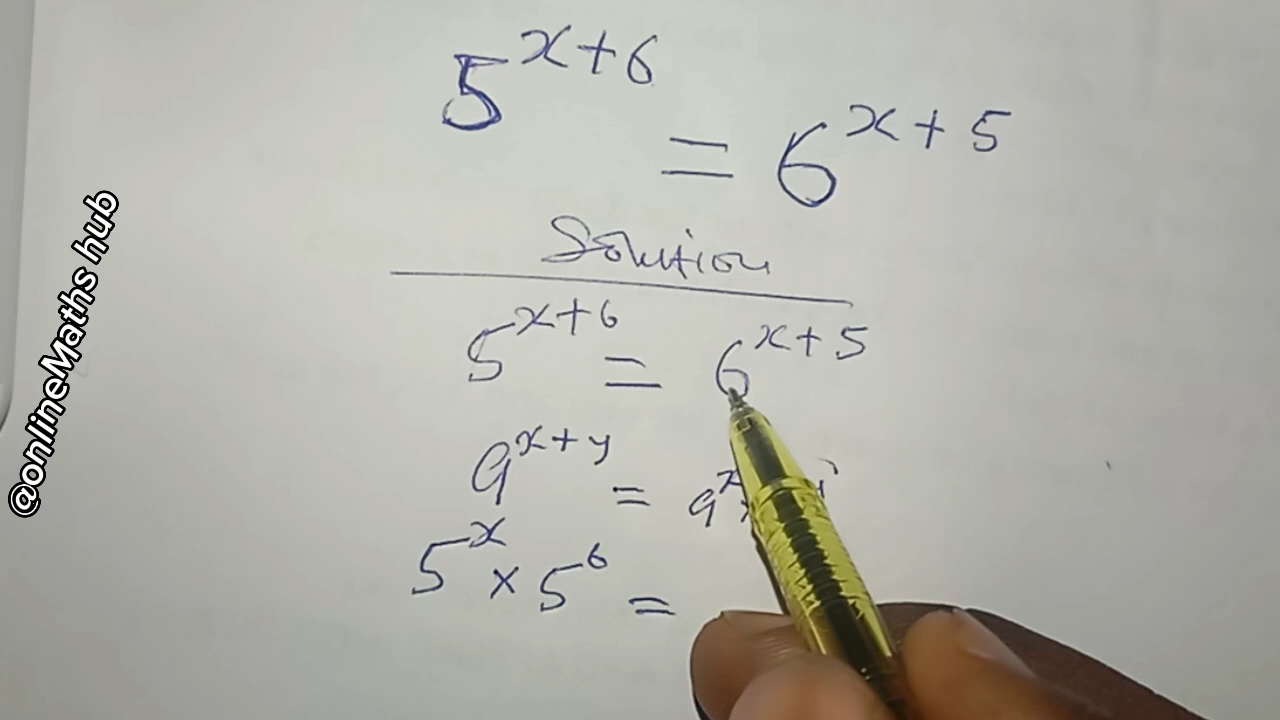 5^{x+6} = 6^{x+5}
Solution
5^{x+6} = 6^{x+5}
a^{x+y} = a^{x}
5^{x} × 5^{6} =
@onlineMaths hub